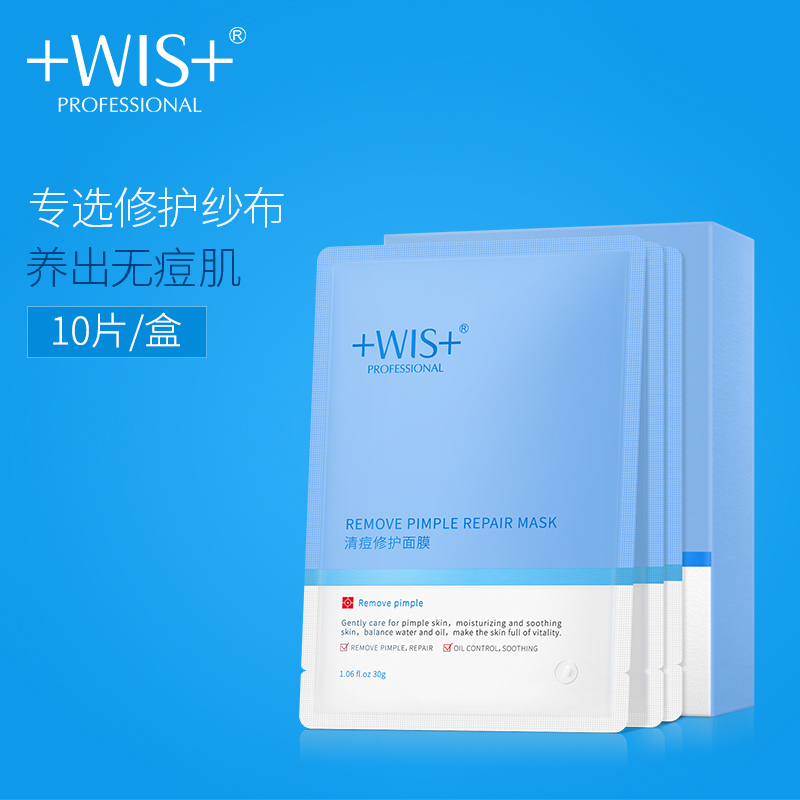 +WIS+®
PROFESSIONAL
专选修护纱布
养出无痘肌
10片/盒
+WIS+®
PROFESSIONAL
REMOVE PIMPLE REPAIR MASK
清痘修护面膜
Remove pimple
Gently care for pimple skin, moisturizing and soothing
skin, balance water and oil, make the skin full of vitality.
REMOVE PIMPLE, REPAIR OIL CONTROL, SOOTHING
1.06 fl.oz 30g